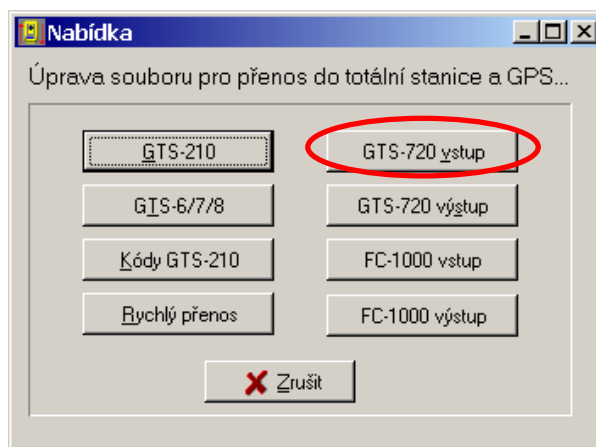 Nabídka
Úprava souboru pro přenos do totální stanice a GPS...
GTS-210
GTS-720 vstup
GTS-6/7/8
GTS-720 výstup
Kódy GTS-210
FC-1000 vstup
Rychlý přenos
FC-1000 výstup
Zrušit